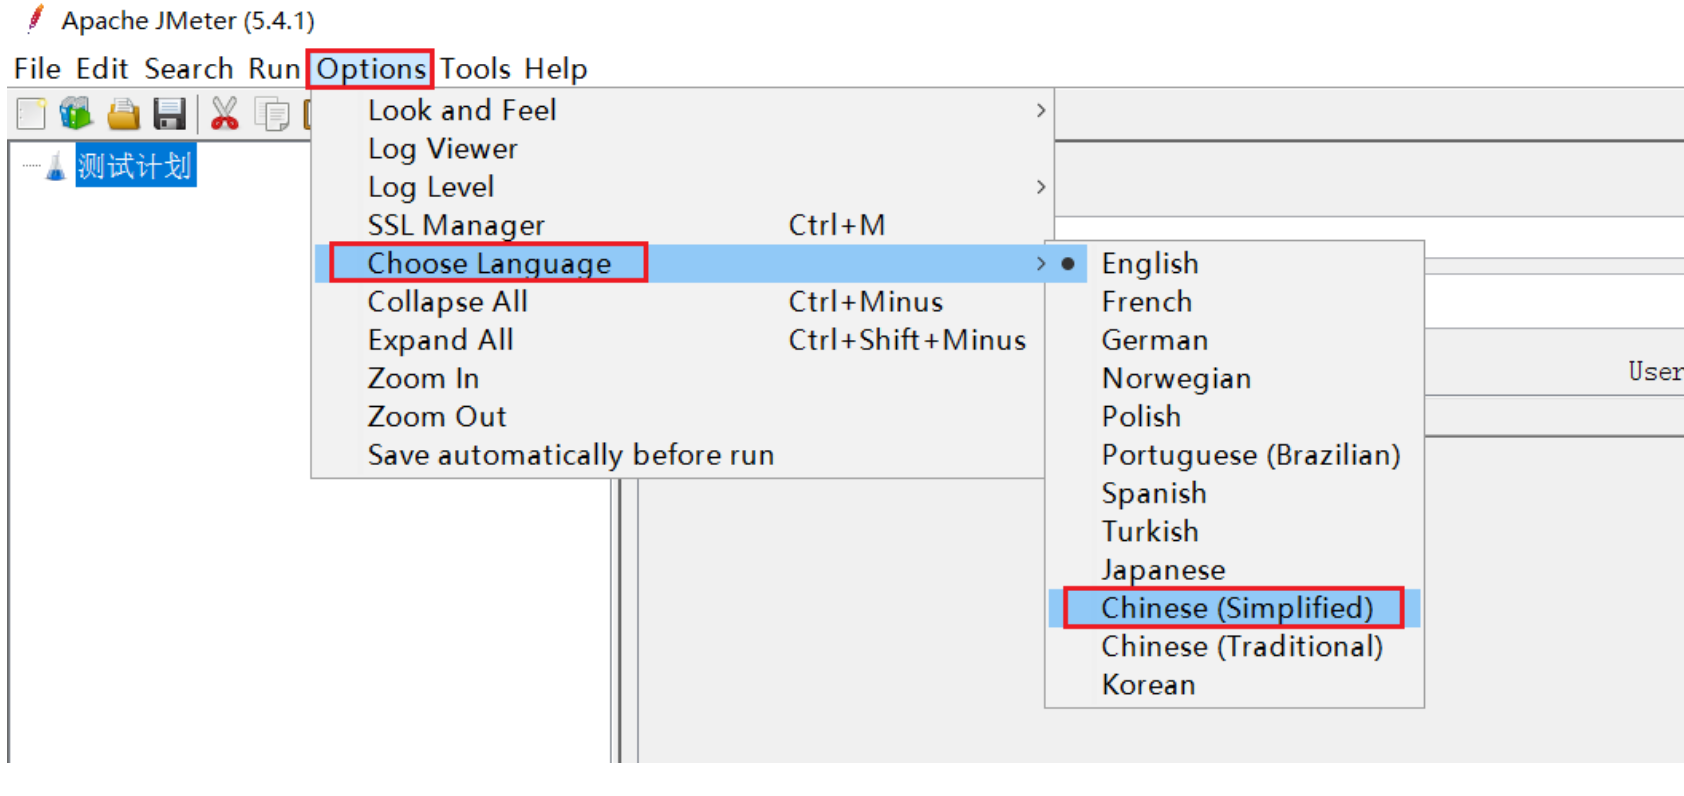 Apache JMeter (5.4.1)
File Edit Search Run Options Tools Help
测试计划
Look and Feel
Log Viewer
Log Level
SSL Manager Ctrl+M
Choose Language
Collapse All Ctrl+Minus
Expand All Ctrl+Shift+Minus
Zoom In
Zoom Out
Save automatically before run
English
French
German
Norwegian
Polish
Portuguese (Brazilian)
Spanish
Turkish
Japanese
Chinese (Simplified)
Chinese (Traditional)
Korean
User